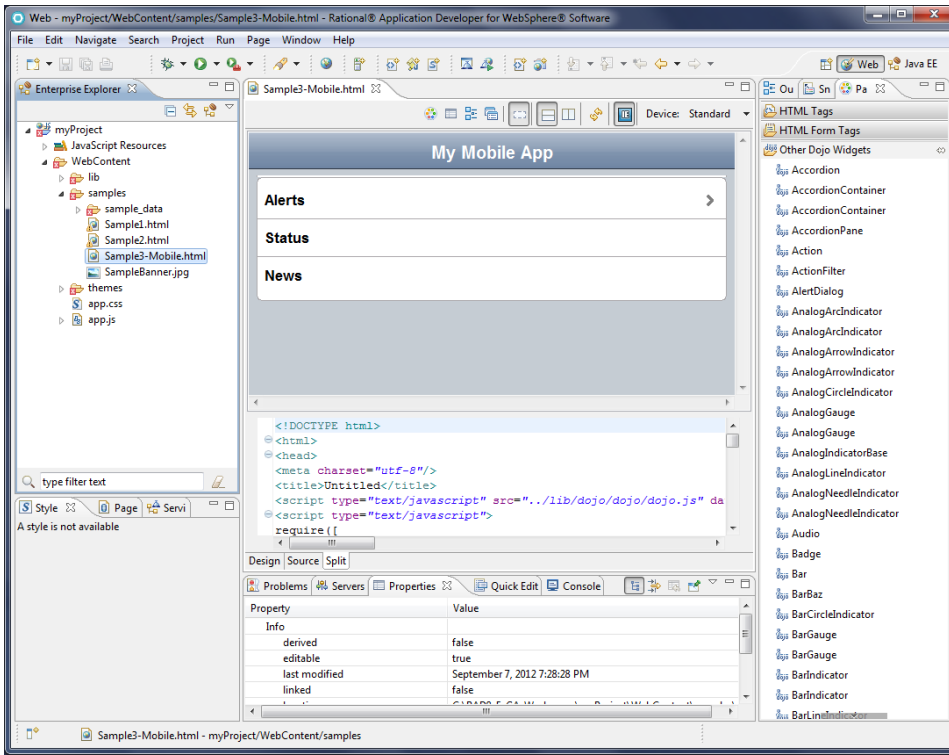 Web - myProject/WebContent/samples/Sample3-Mobile.html - Rational® Application Developer for WebSphere® Software
File Edit Navigate Search Project Run Page Window Help
Web Java EE
Enterprise Explorer
myProject
JavaScript Resources
WebContent
lib
samples
sample_data
Sample1.html
Sample2.html
Sample3-Mobile.html
SampleBanner.jpg
themes
app.css
app.js
type filter text
Style Page Servi
A style is not available
Sample3-Mobile.html
Device: Standard
My Mobile App
Alerts
Status
News
<!DOCTYPE html>
<html>
<head>
<meta charset="utf-8"/>
<title>Untitled</title>
<script type="text/javascript" src="../lib/dojo/dojo/dojo.js" da
<script type="text/javascript">
require([
Design Source Split
Problems Servers Properties Quick Edit Console
Property Value
Info
derived false
editable true
last modified September 7, 2012 7:28:28 PM
linked false
Ou Sn Pa
HTML Tags
HTML Form Tags
Other Dojo Widgets
Accordion
AccordionContainer
AccordionContainer
AccordionPane
Action
ActionFilter
AlertDialog
AnalogArcIndicator
AnalogArcIndicator
AnalogArrowIndicator
AnalogArrowIndicator
AnalogCircleIndicator
AnalogGauge
AnalogGauge
AnalogIndicatorBase
AnalogLineIndicator
AnalogNeedleIndicator
AnalogNeedleIndicator
Audio
Badge
Bar
BarBaz
BarCircleIndicator
BarGauge
BarGauge
BarIndicator
BarIndicator
BarLineIndicator
Sample3-Mobile.html - myProject/WebContent/samples